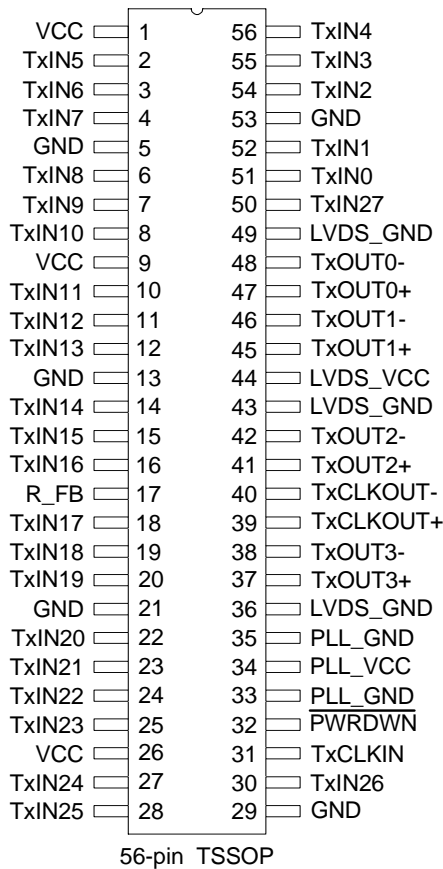 VCC 1 56 TxIN4
TxIN5 2 55 TxIN3
TxIN6 3 54 TxIN2
TxIN7 4 53 GND
GND 5 52 TxIN1
TxIN8 6 51 TxIN0
TxIN9 7 50 TxIN27
TxIN10 8 49 LVDS_GND
VCC 9 48 TxOUT0-
TxIN11 10 47 TxOUT0+
TxIN12 11 46 TxOUT1-
TxIN13 12 45 TxOUT1+
GND 13 44 LVDS_VCC
TxIN14 14 43 LVDS_GND
TxIN15 15 42 TxOUT2-
TxIN16 16 41 TxOUT2+
R_FB 17 40 TxCLKOUT-
TxIN17 18 39 TxCLKOUT+
TxIN18 19 38 TxOUT3-
TxIN19 20 37 TxOUT3+
GND 21 36 LVDS_GND
TxIN20 22 35 PLL_GND
TxIN21 23 34 PLL_VCC
TxIN22 24 33 PLL_GND
TxIN23 25 32 PWRDWN
VCC 26 31 TxCLKIN
TxIN24 27 30 TxIN26
TxIN25 28 29 GND
56-pin TSSOP